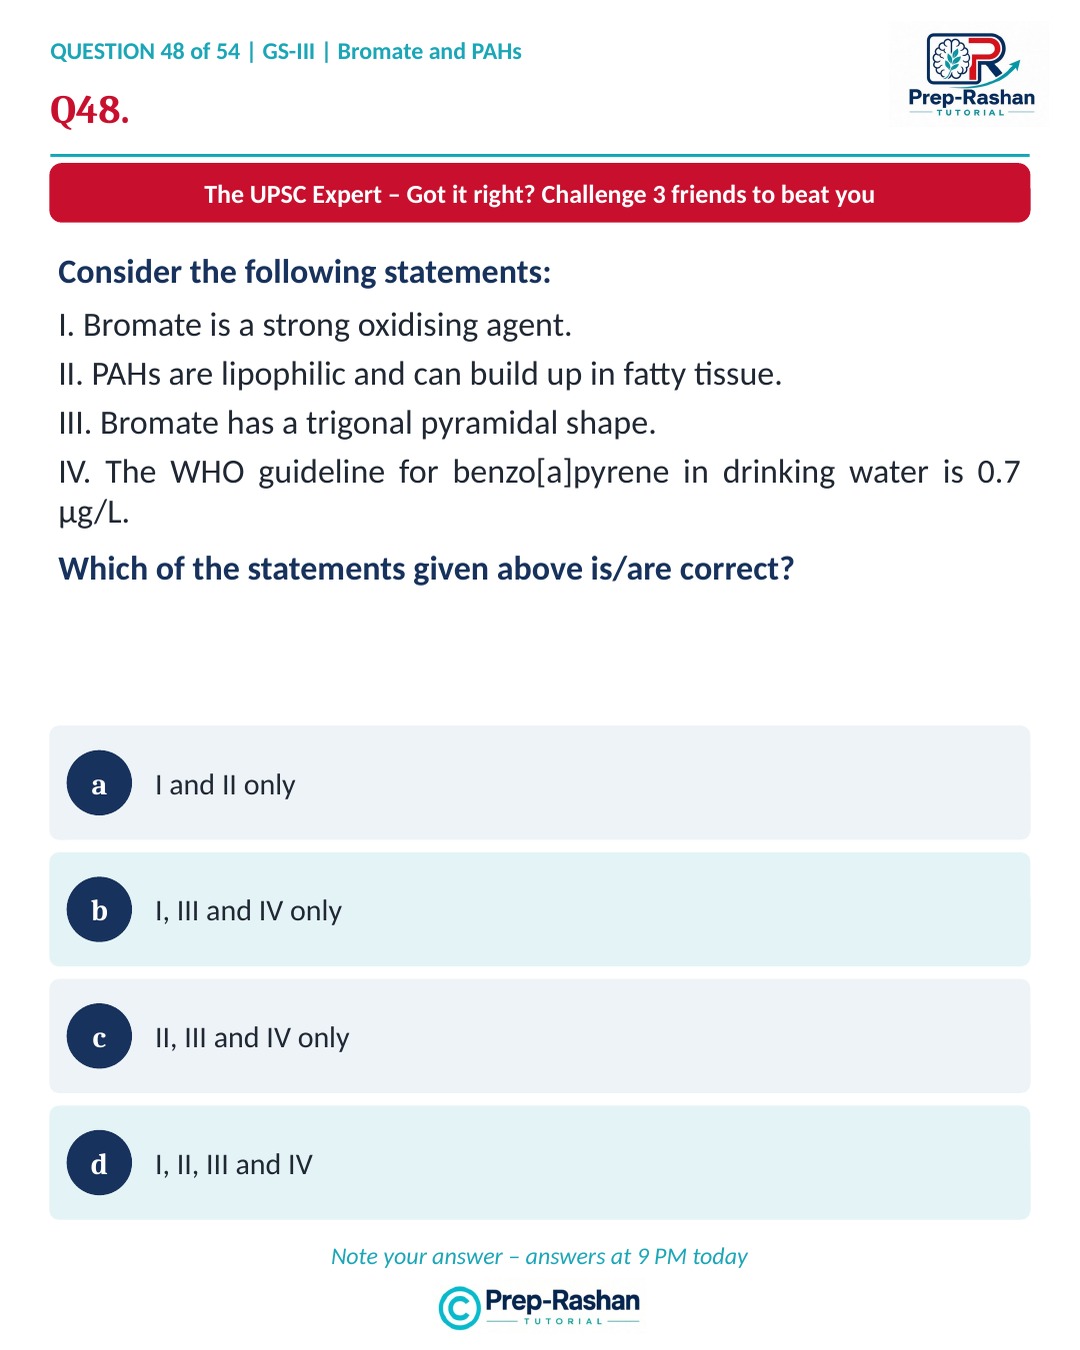 QUESTION 48 of 54 | GS-III | Bromate and PAHs
Q48.
Prep-Rashan
TUTORIAL
The UPSC Expert – Got it right? Challenge 3 friends to beat you
Consider the following statements:
I. Bromate is a strong oxidising agent.
II. PAHs are lipophilic and can build up in fatty tissue.
III. Bromate has a trigonal pyramidal shape.
IV. The WHO guideline for benzo[a]pyrene in drinking water is 0.7
µg/L.
Which of the statements given above is/are correct?
a I and II only
b I, III and IV only
c II, III and IV only
d I, II, III and IV
Note your answer – answers at 9 PM today
© Prep-Rashan
TUTORIAL